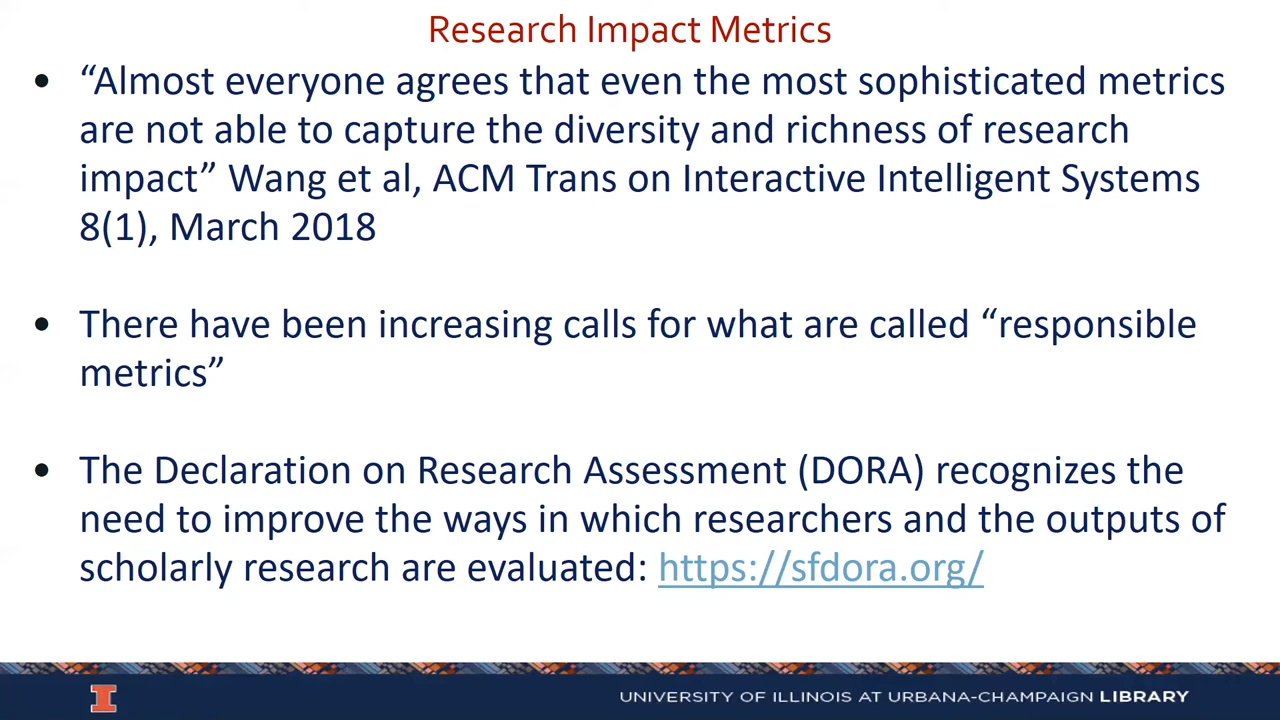 Research Impact Metrics
• “Almost everyone agrees that even the most sophisticated metrics
are not able to capture the diversity and richness of research
impact” Wang et al, ACM Trans on Interactive Intelligent Systems
8(1), March 2018
• There have been increasing calls for what are called “responsible
metrics”
• The Declaration on Research Assessment (DORA) recognizes the
need to improve the ways in which researchers and the outputs of
scholarly research are evaluated: https://sfdora.org/
I
UNIVERSITY OF ILLINOIS AT URBANA-CHAMPAIGN LIBRARY